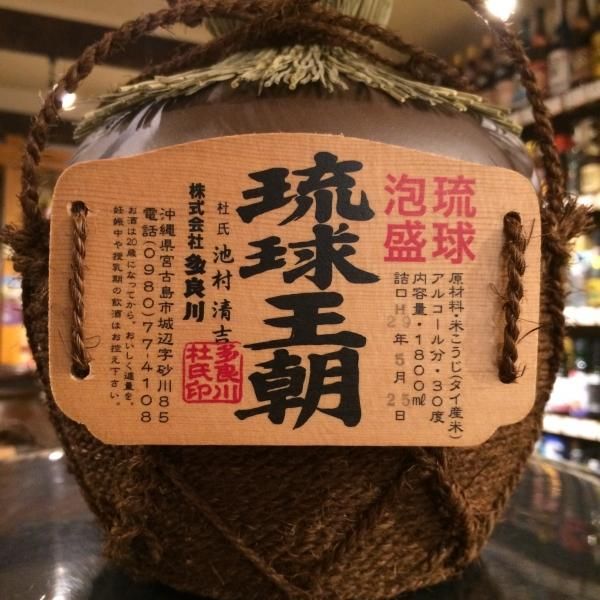 琉球
泡盛
原材料・米こうじ(タイ産米)
アルコール分・30度
内容量・1800㎖
詰口 H29年5月25日
琉球王朝
杜氏 池村清吉
多良川
杜氏印
株式会社 多良川
沖縄県宮古島市城辺字砂川85
電話(0980)77-4108
お酒は20歳になってから。おいしく適量を。
妊娠中や授乳期の飲酒はお控え下さい。